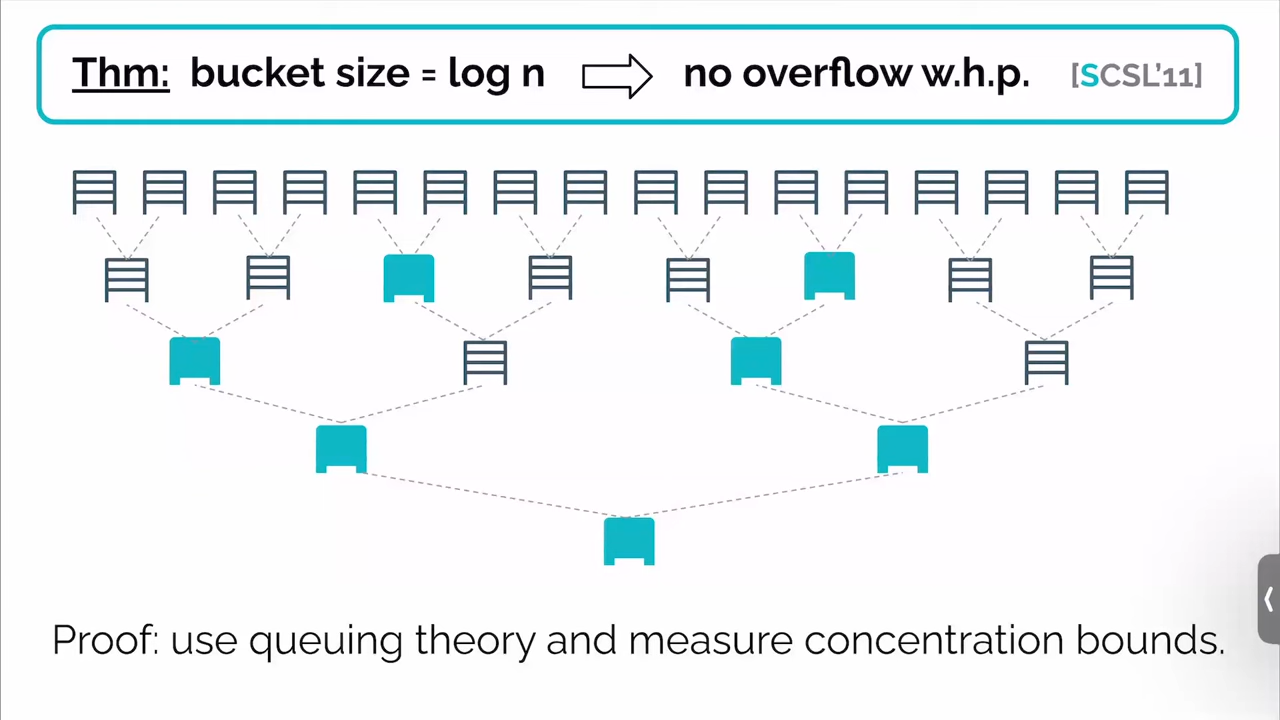 Thm: bucket size = log n no overflow w.h.p. [SCSL'11]
Proof: use queuing theory and measure concentration bounds.